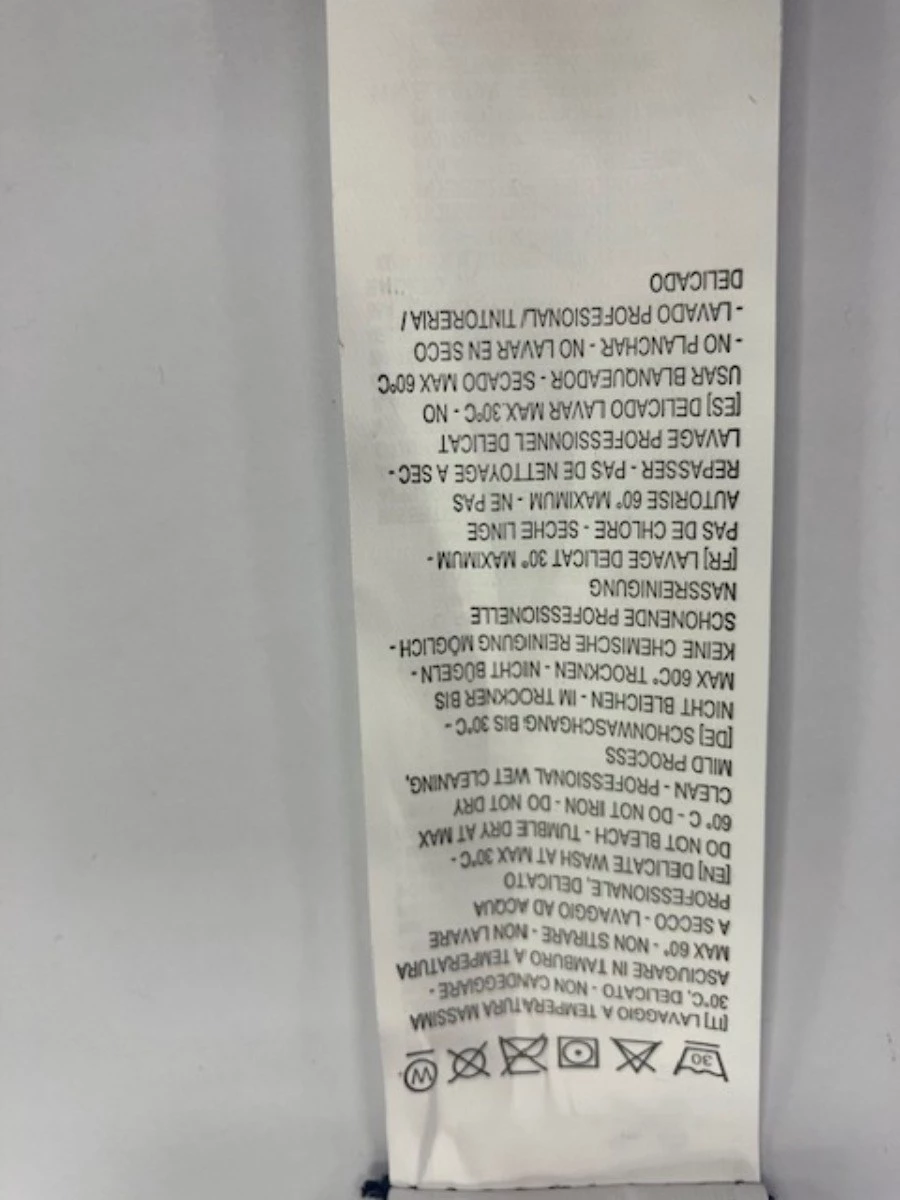 30 W
[IT] LAVAGGIO A TEMPERATURA MASSIMA
30°C, DELICATO - NON CANDEGGIARE -
ASCIUGARE IN TAMBURO A TEMPERATURA
MAX 60° - NON STIRARE - NON LAVARE
A SECCO - LAVAGGIO AD ACQUA
PROFESSIONALE, DELICATO
[EN] DELICATE WASH AT MAX 30°C -
DO NOT BLEACH - TUMBLE DRY AT MAX
60° C - DO NOT IRON - DO NOT DRY
CLEAN - PROFESSIONAL WET CLEANING,
MILD PROCESS
[DE] SCHONWASCHGANG BIS 30°C -
NICHT BLEICHEN - IM TROCKNER BIS
MAX 60C° TROCKNEN - NICHT BÜGELN -
KEINE CHEMISCHE REINIGUNG MÖGLICH -
SCHONENDE PROFESSIONELLE
NASSREINIGUNG
[FR] LAVAGE DELICAT 30° MAXIMUM -
PAS DE CHLORE - SECHE LINGE
AUTORISE 60° MAXIMUM - NE PAS
REPASSER - PAS DE NETTOYAGE A SEC -
LAVAGE PROFESSIONNEL DELICAT
[ES] DELICADO LAVAR MAX.30°C - NO
USAR BLANQUEADOR - SECADO MAX 60ºC
- NO PLANCHAR - NO LAVAR EN SECO
- LAVADO PROFESIONAL/ TINTORERIA /
DELICADO